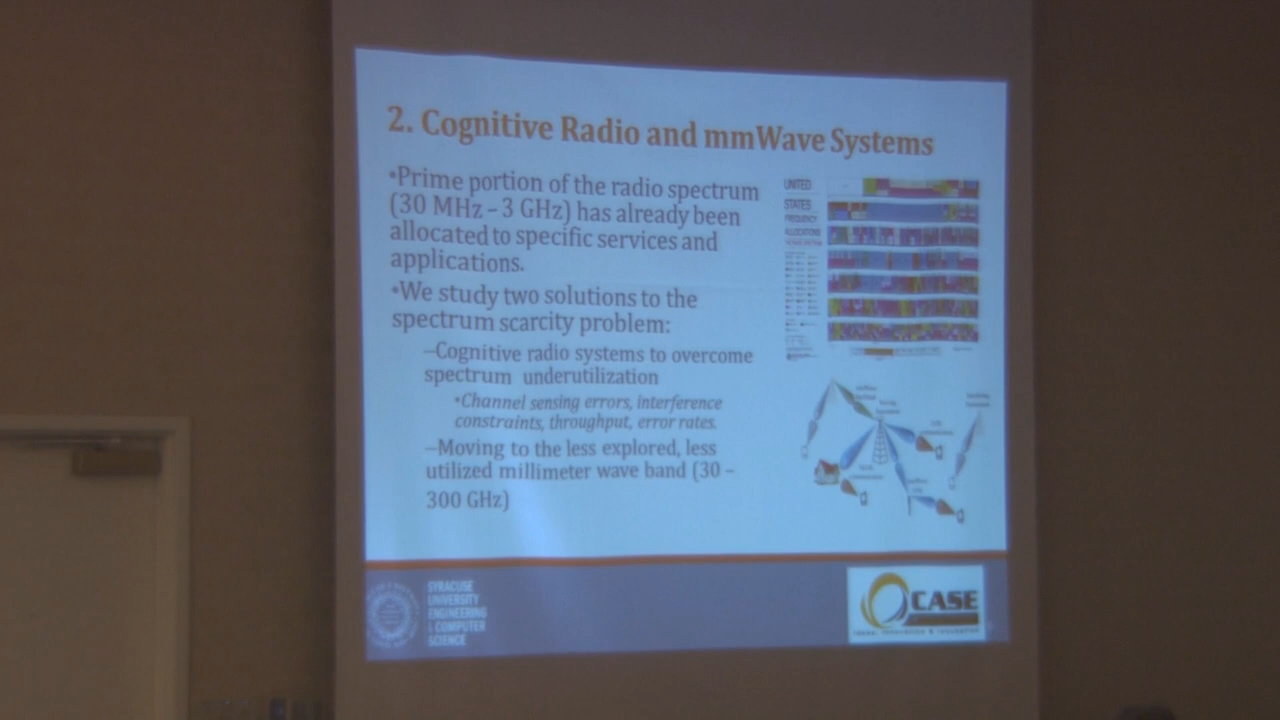 2. Cognitive Radio and mmWave Systems
•Prime portion of the radio spectrum
(30 MHz – 3 GHz) has already been
allocated to specific services and
applications.
•We study two solutions to the
spectrum scarcity problem:
–Cognitive radio systems to overcome
spectrum underutilization
•Channel sensing errors, interference
constraints, throughput, error rates.
–Moving to the less explored, less
utilized millimeter wave band (30 –
300 GHz)
UNITED
STATES
FREQUENCY
ALLOCATIONS
SYRACUSE
UNIVERSITY
ENGINEERING
& COMPUTER
SCIENCE
CASE
Ideas, Innovation & Incubation